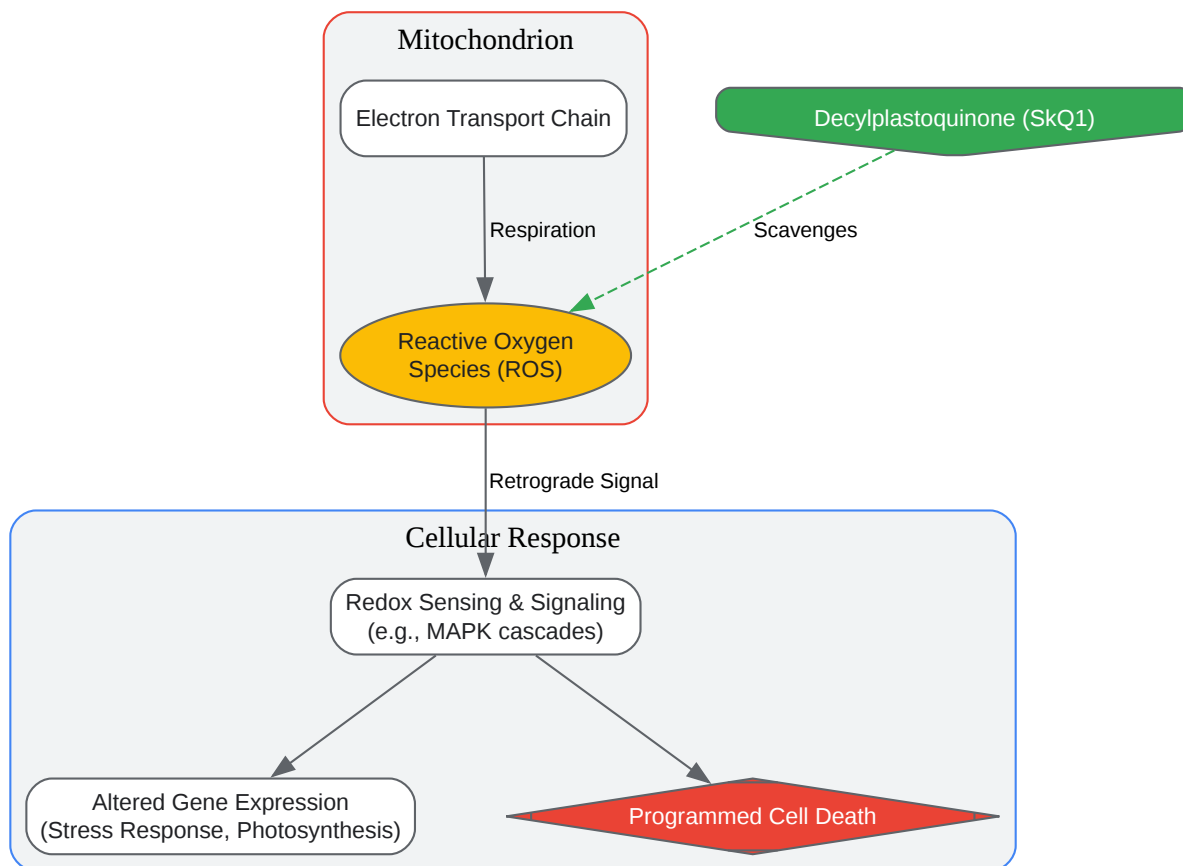 Mitochondrion
Electron Transport Chain
Decylplastoquinone (SkQ1)
Respiration
Scavenges
Reactive Oxygen
Species (ROS)
Retrograde Signal
Cellular Response
Redox Sensing & Signaling
(e.g., MAPK cascades)
Altered Gene Expression
(Stress Response, Photosynthesis)
Programmed Cell Death